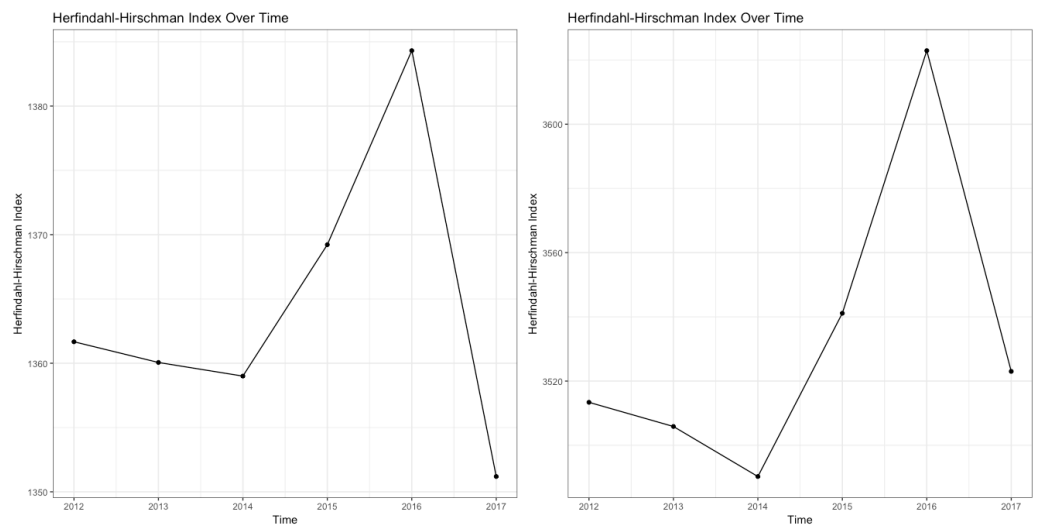 Herfindahl-Hirschman Index Over Time
Herfindahl-Hirschman Index
1380
1370
1360
1350
2012 2013 2014 2015 2016 2017
Time
Herfindahl-Hirschman Index Over Time
Herfindahl-Hirschman Index
3600
3560
3520
2012 2013 2014 2015 2016 2017
Time